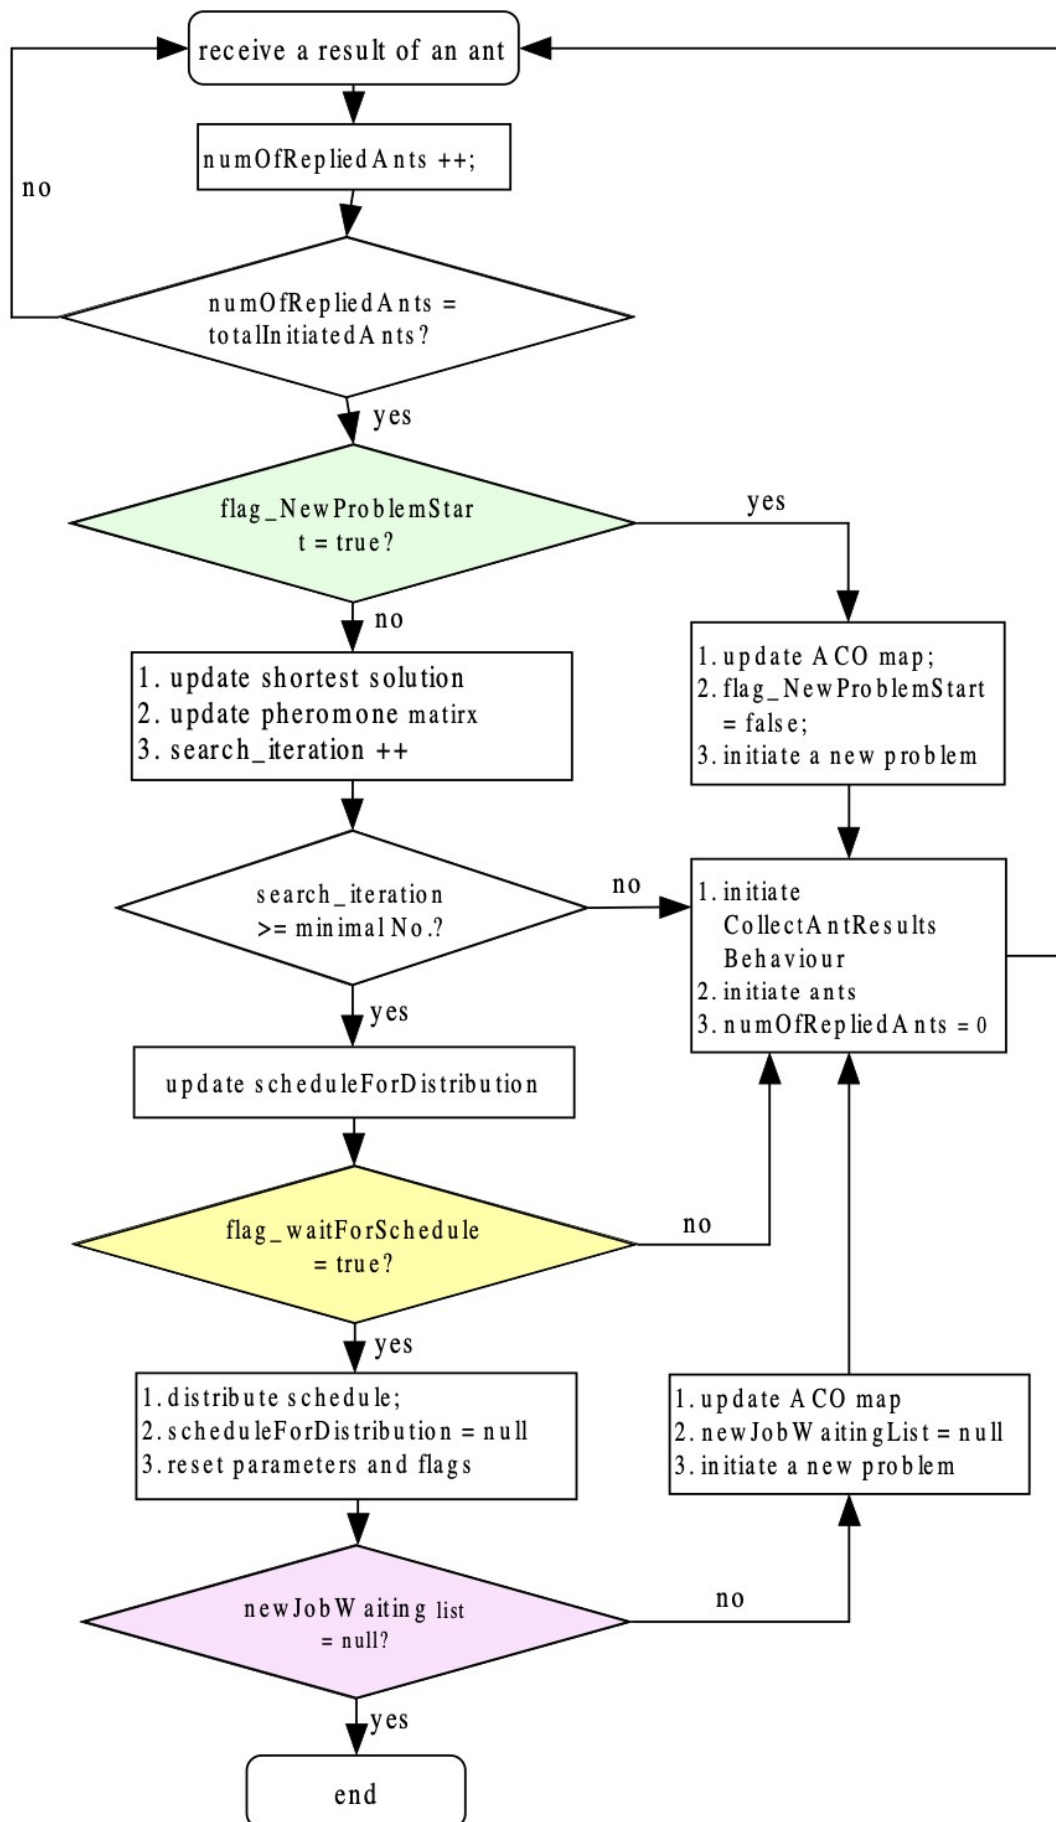 receive a result of an ant
numOfRepliedAnts ++;
no
numOfRepliedAnts =
totalInitiatedAnts?
yes
flag_NewProblemStar
t = true?
yes
no
1. update shortest solution
2. update pheromone matirx
3. search_iteration ++
1. update ACO map;
2. flag_NewProblemStart
= false;
3. initiate a new problem
search_iteration
>= minimal No.?
no
1. initiate
CollectAntResults
Behaviour
2. initiate ants
3. numOfRepliedAnts = 0
yes
update scheduleForDistribution
flag_waitForSchedule
= true?
no
yes
1. distribute schedule;
2. scheduleForDistribution = null
3. reset parameters and flags
1. update ACO map
2. newJobWaitingList = null
3. initiate a new problem
newJobWaiting list
= null?
no
yes
end